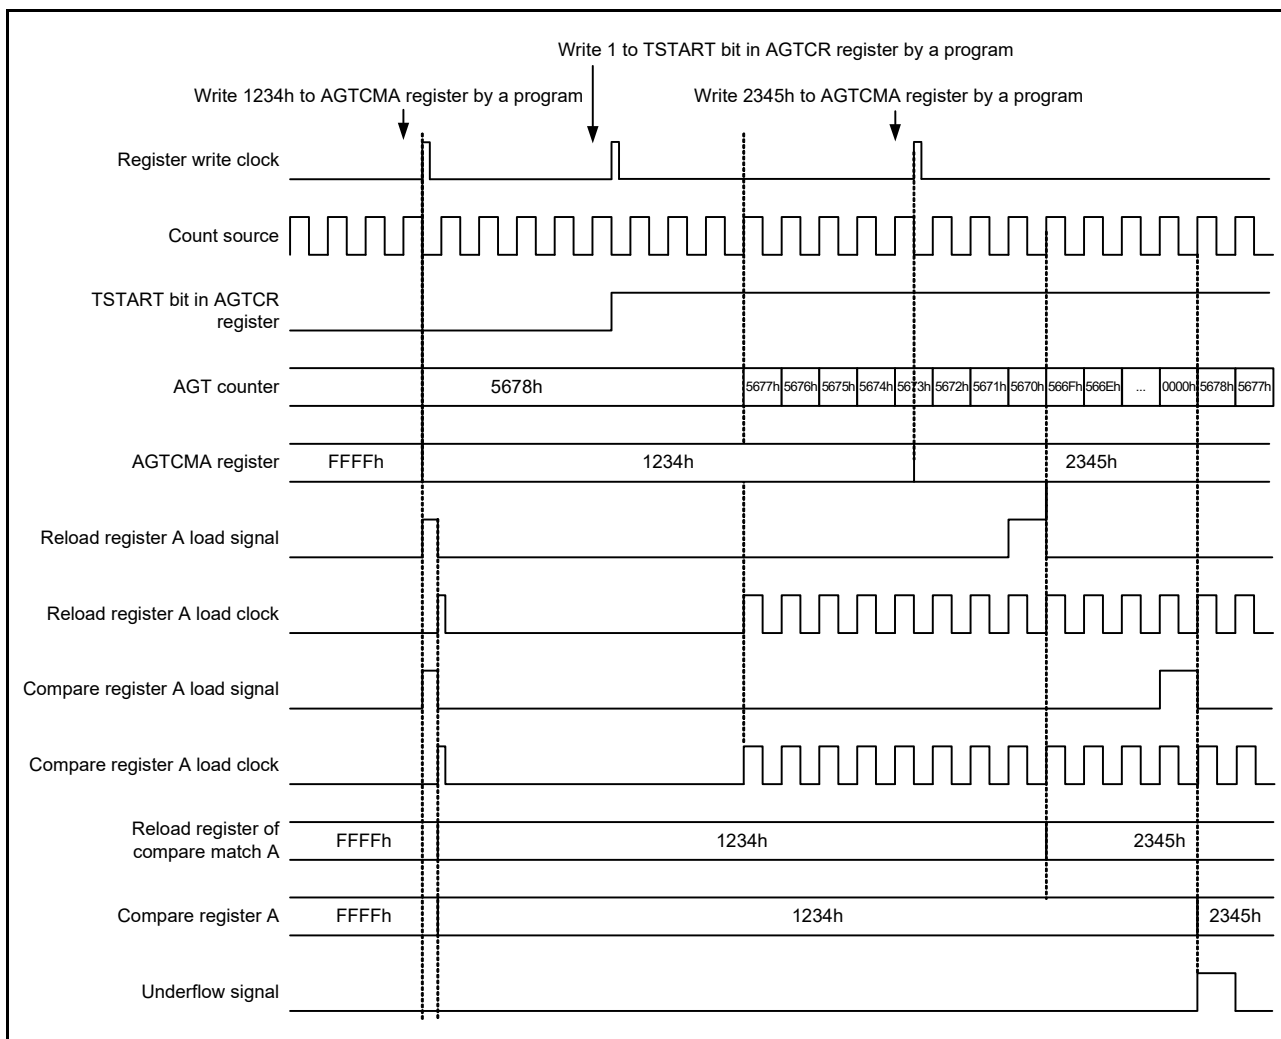 Write 1 to TSTART bit in AGTCR register by a program
Write 1234h to AGTCMA register by a program
Write 2345h to AGTCMA register by a program
Register write clock
Count source
TSTART bit in AGTCR
register
AGT counter
5678h
5677h 5676h 5675h 5674h 5673h 5672h 5671h 5670h 566Fh 566Eh ... 0000h 5678h 5677h
AGTCMA register
FFFFh
1234h
2345h
Reload register A load signal
Reload register A load clock
Compare register A load signal
Compare register A load clock
Reload register of
compare match A
FFFFh
1234h
2345h
Compare register A
FFFFh
1234h
2345h
Underflow signal